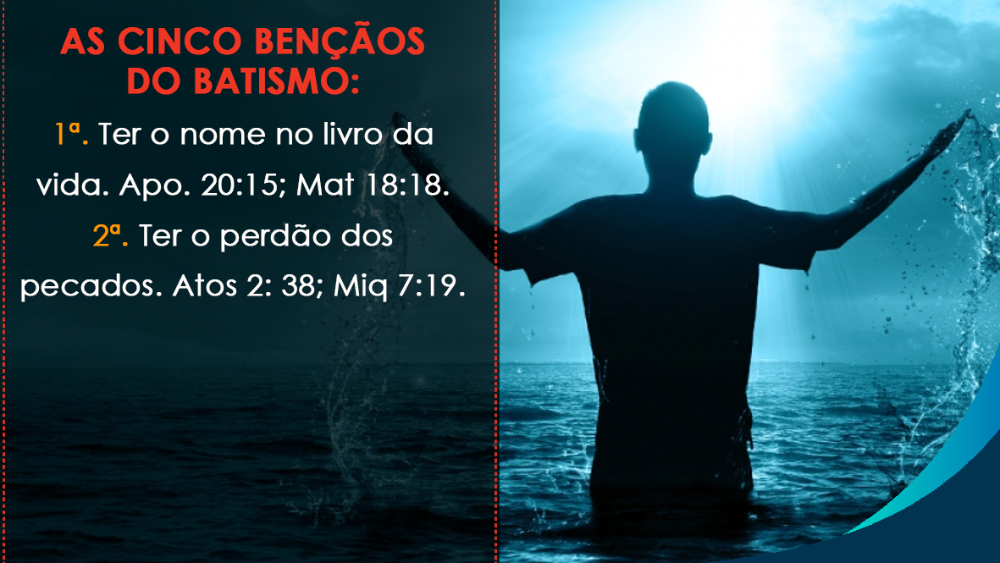 AS CINCO BENÇÃOS
DO BATISMO:
1ª. Ter o nome no livro da
vida. Apo. 20:15; Mat 18:18.
2ª. Ter o perdão dos
pecados. Atos 2: 38; Miq 7:19.